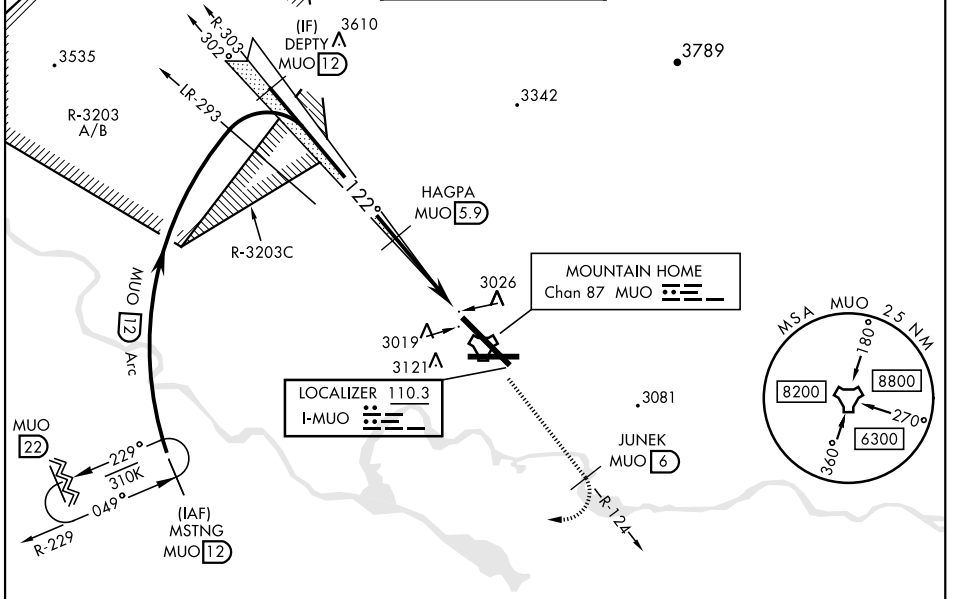 R-303
302°
(IF)
DEPTY
MUO 12
3610
3535
3789
LR-293
3342
R-3203
A/B
122°
HAGPA
MUO 5.9
R-3203C
MOUNTAIN HOME
Chan 87 MUO
3026
MUO 12 Arc
3019
3121
LOCALIZER 110.3
I-MUO
3081
MSA MUO 25 NM
180°
8200
8800
270°
6300
360°
MUO
22
229°
310K
049°
R-229
(IAF)
MSTNG
MUO 12
JUNEK
MUO 6
R-124